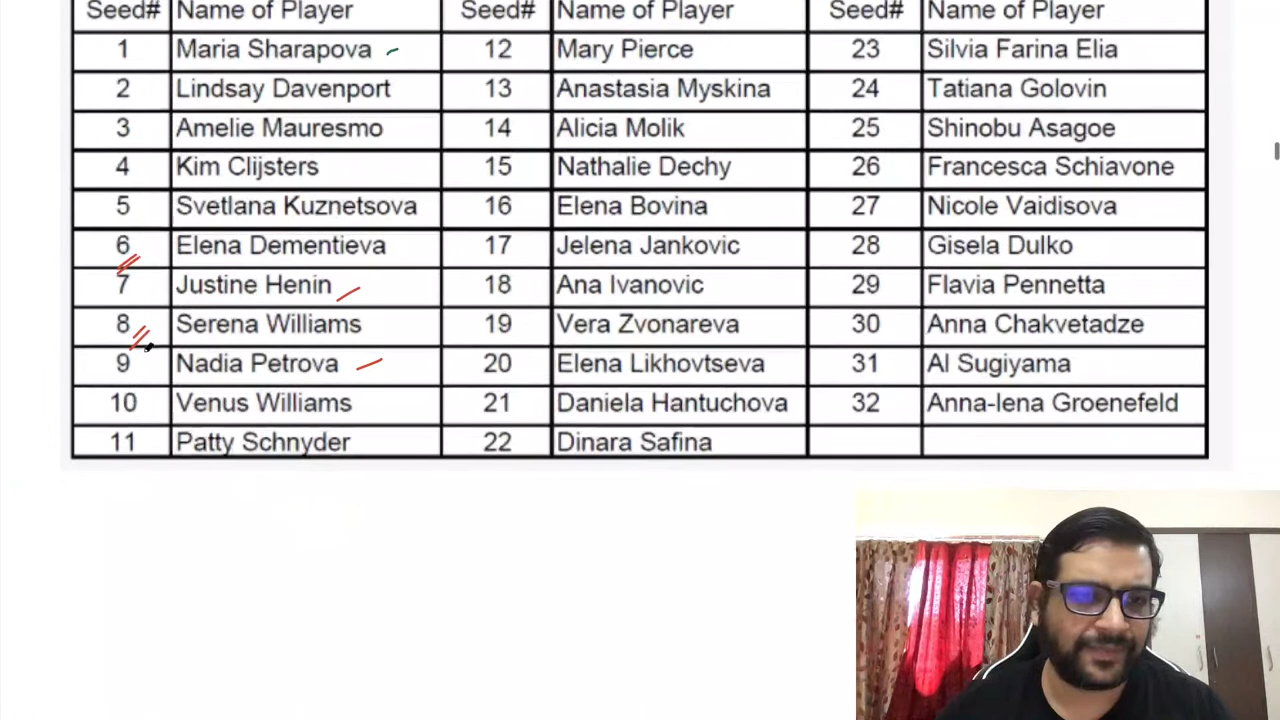 Seed# Name of Player Seed# Name of Player Seed# Name of Player
1 Maria Sharapova 12 Mary Pierce 23 Silvia Farina Elia
2 Lindsay Davenport 13 Anastasia Myskina 24 Tatiana Golovin
3 Amelie Mauresmo 14 Alicia Molik 25 Shinobu Asagoe
4 Kim Clijsters 15 Nathalie Dechy 26 Francesca Schiavone
5 Svetlana Kuznetsova 16 Elena Bovina 27 Nicole Vaidisova
6 Elena Dementieva 17 Jelena Jankovic 28 Gisela Dulko
7 Justine Henin 18 Ana Ivanovic 29 Flavia Pennetta
8 Serena Williams 19 Vera Zvonareva 30 Anna Chakvetadze
9 Nadia Petrova 20 Elena Likhovtseva 31 Al Sugiyama
10 Venus Williams 21 Daniela Hantuchova 32 Anna-lena Groenefeld
11 Patty Schnyder 22 Dinara Safina